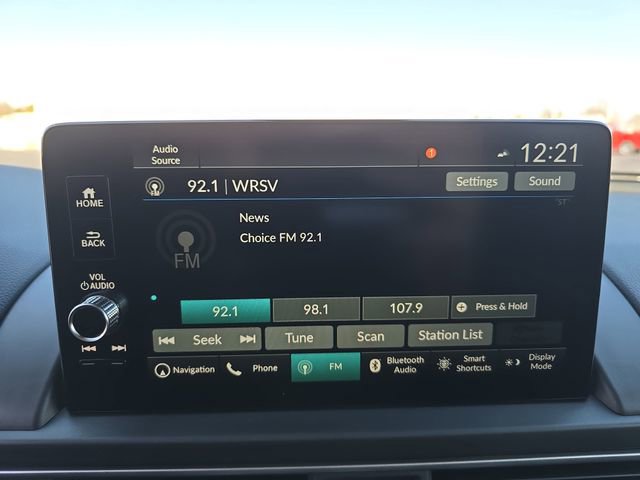 Audio
Source
1
12:21
HOME
BACK
VOL
AUDIO
FM
92.1 | WRSV
Settings
Sound
"ST"
News
Choice FM 92.1
FM
92.1
98.1
107.9
Press & Hold
Seek
Tune
Scan
Station List
Navigation
Phone
FM
Bluetooth
Audio
Smart
Shortcuts
Display
Mode